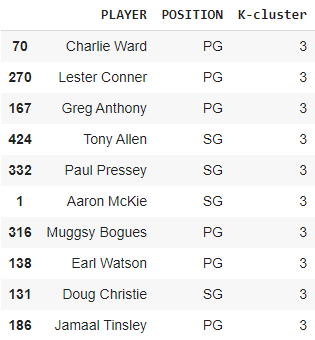 PLAYER POSITION K-cluster
70 Charlie Ward PG 3
270 Lester Conner PG 3
167 Greg Anthony PG 3
424 Tony Allen SG 3
332 Paul Pressey SG 3
1 Aaron McKie SG 3
316 Muggsy Bogues PG 3
138 Earl Watson PG 3
131 Doug Christie SG 3
186 Jamaal Tinsley PG 3